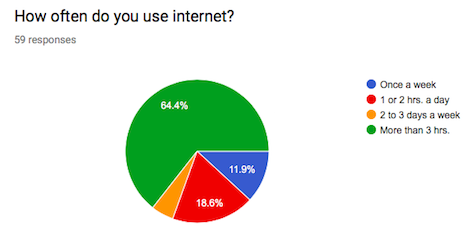 How often do you use internet?
59 responses
64.4%
11.9%
18.6%
Once a week
1 or 2 hrs. a day
2 to 3 days a week
More than 3 hrs.